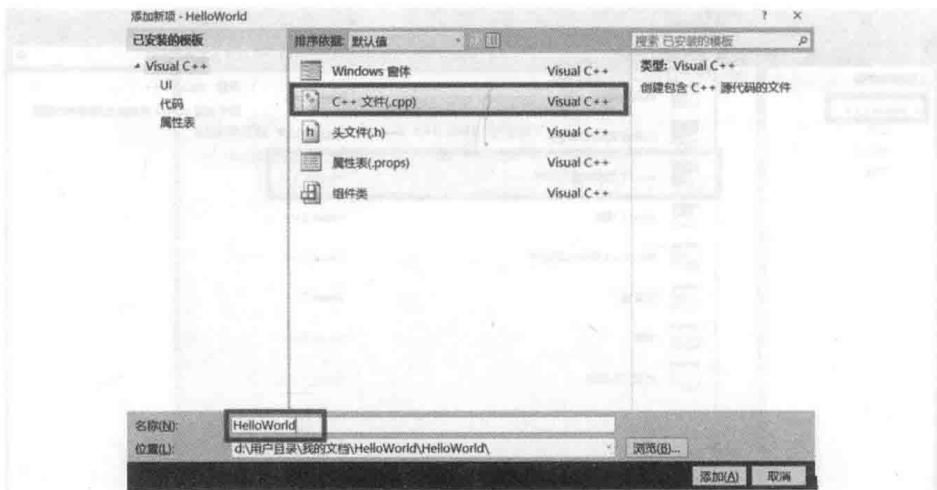 添加新项 - HelloWorld
? ×
已安装的模板
排序依据: 默认值
搜索 已安装的模板
Visual C++
UI
代码
属性表
Windows 窗体 Visual C++
C++ 文件(.cpp) Visual C++
头文件(.h) Visual C++
属性表(.props) Visual C++
组件类 Visual C++
类型: Visual C++
创建包含 C++ 源代码的文件
名称(N): HelloWorld
位置(L): d:\用户目录\我的文档\HelloWorld\HelloWorld\
浏览(B)...
添加(A) 取消